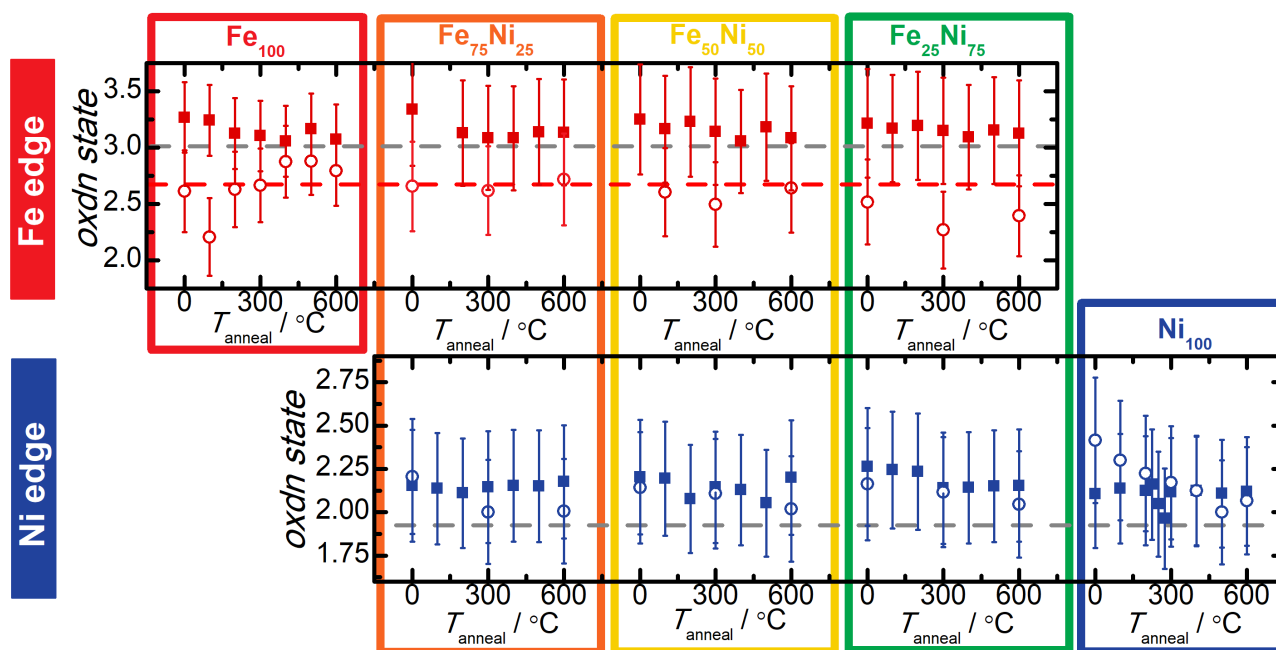 Fe100
Fe75Ni25
Fe50Ni50
Fe25Ni75
Fe edge
oxdn state
3.5
3.0
2.5
2.0
0 300 600 0 300 600 0 300 600 0 300 600
Tanneal / °C Tanneal / °C Tanneal / °C Tanneal / °C
Ni100
Ni edge
oxdn state
2.75
2.50
2.25
2.00
1.75
0 300 600 0 300 600 0 300 600 0 300 600
Tanneal / °C Tanneal / °C Tanneal / °C Tanneal / °C